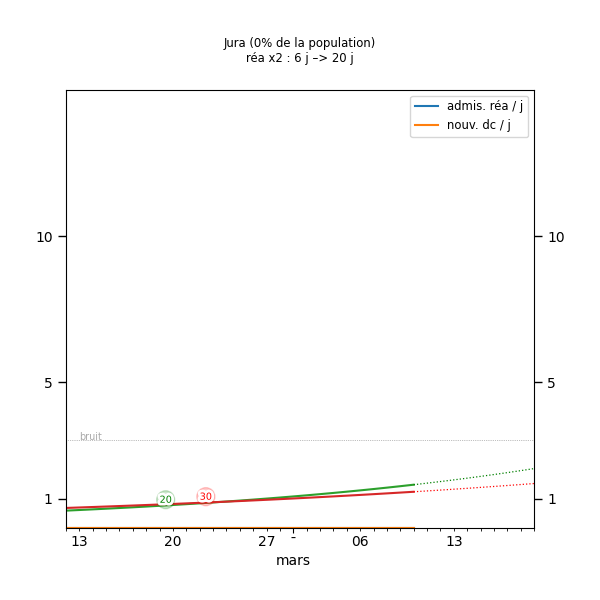 Jura (0% de la population)
réa x2 : 6 j –> 20 j
admis. réa / j
nouv. dc / j
10
10
5
5
bruit
1
20
30
1
13
20
27
-
06
13
mars